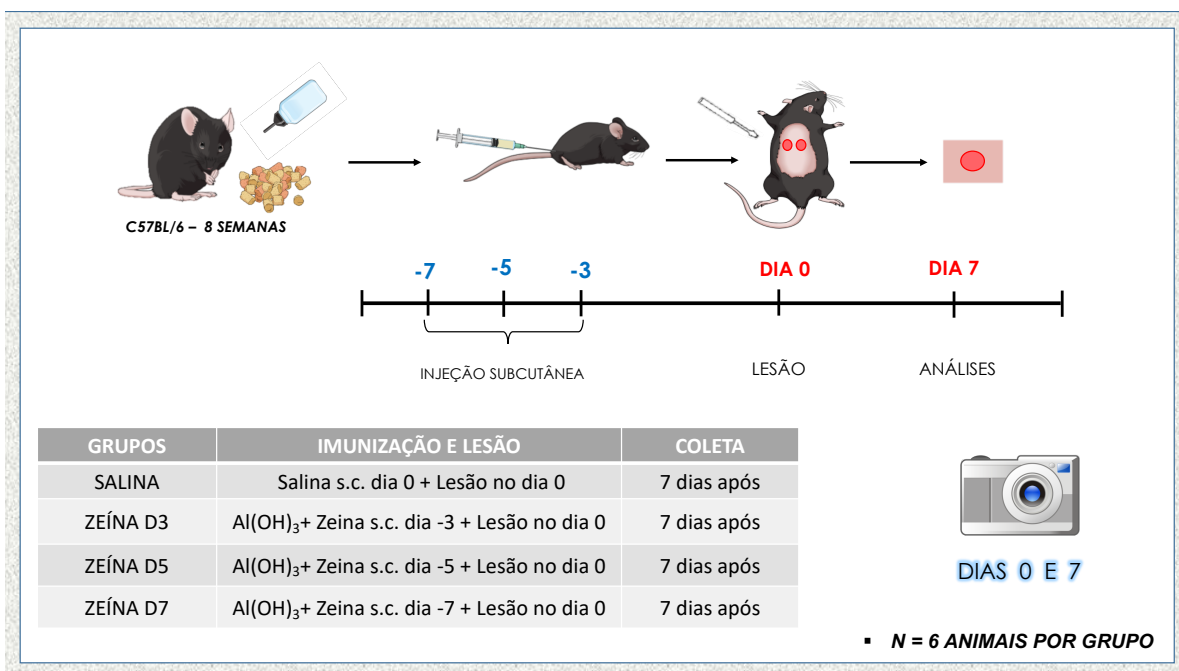 C57BL/6 – 8 SEMANAS
-7 -5 -3 DIA 0 DIA 7
INJEÇÃO SUBCUTÂNEA LESÃO ANÁLISES
GRUPOS IMUNIZAÇÃO E LESÃO COLETA
SALINA Salina s.c. dia 0 + Lesão no dia 0 7 dias após
ZEÍNA D3 Al(OH)₃+ Zeina s.c. dia -3 + Lesão no dia 0 7 dias após
ZEÍNA D5 Al(OH)₃+ Zeina s.c. dia -5 + Lesão no dia 0 7 dias após
ZEÍNA D7 Al(OH)₃+ Zeina s.c. dia -7 + Lesão no dia 0 7 dias após
DIAS 0 E 7
▪ N = 6 ANIMAIS POR GRUPO